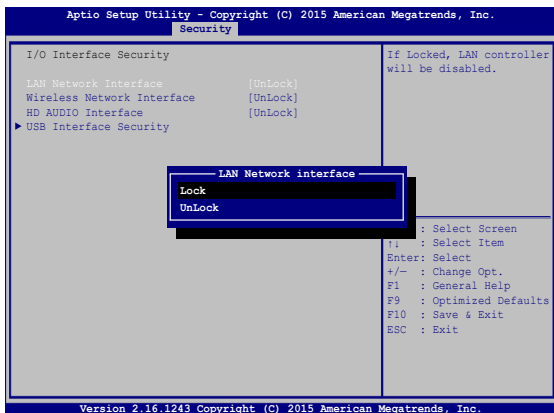 Aptio Setup Utility – Copyright (C) 2015 American Megatrends, Inc.
Security
I/O Interface Security
LAN Network Interface [UnLock]
Wireless Network Interface [UnLock]
HD AUDIO Interface [UnLock]
USB Interface Security
If Locked, LAN controller
will be disabled.
LAN Network interface
Lock
UnLock
: Select Screen
↑↓ : Select Item
Enter: Select
+/— : Change Opt.
F1 : General Help
F9 : Optimized Defaults
F10 : Save & Exit
ESC : Exit
Version 2.16.1243 Copyright (C) 2015 American Megatrends, Inc.